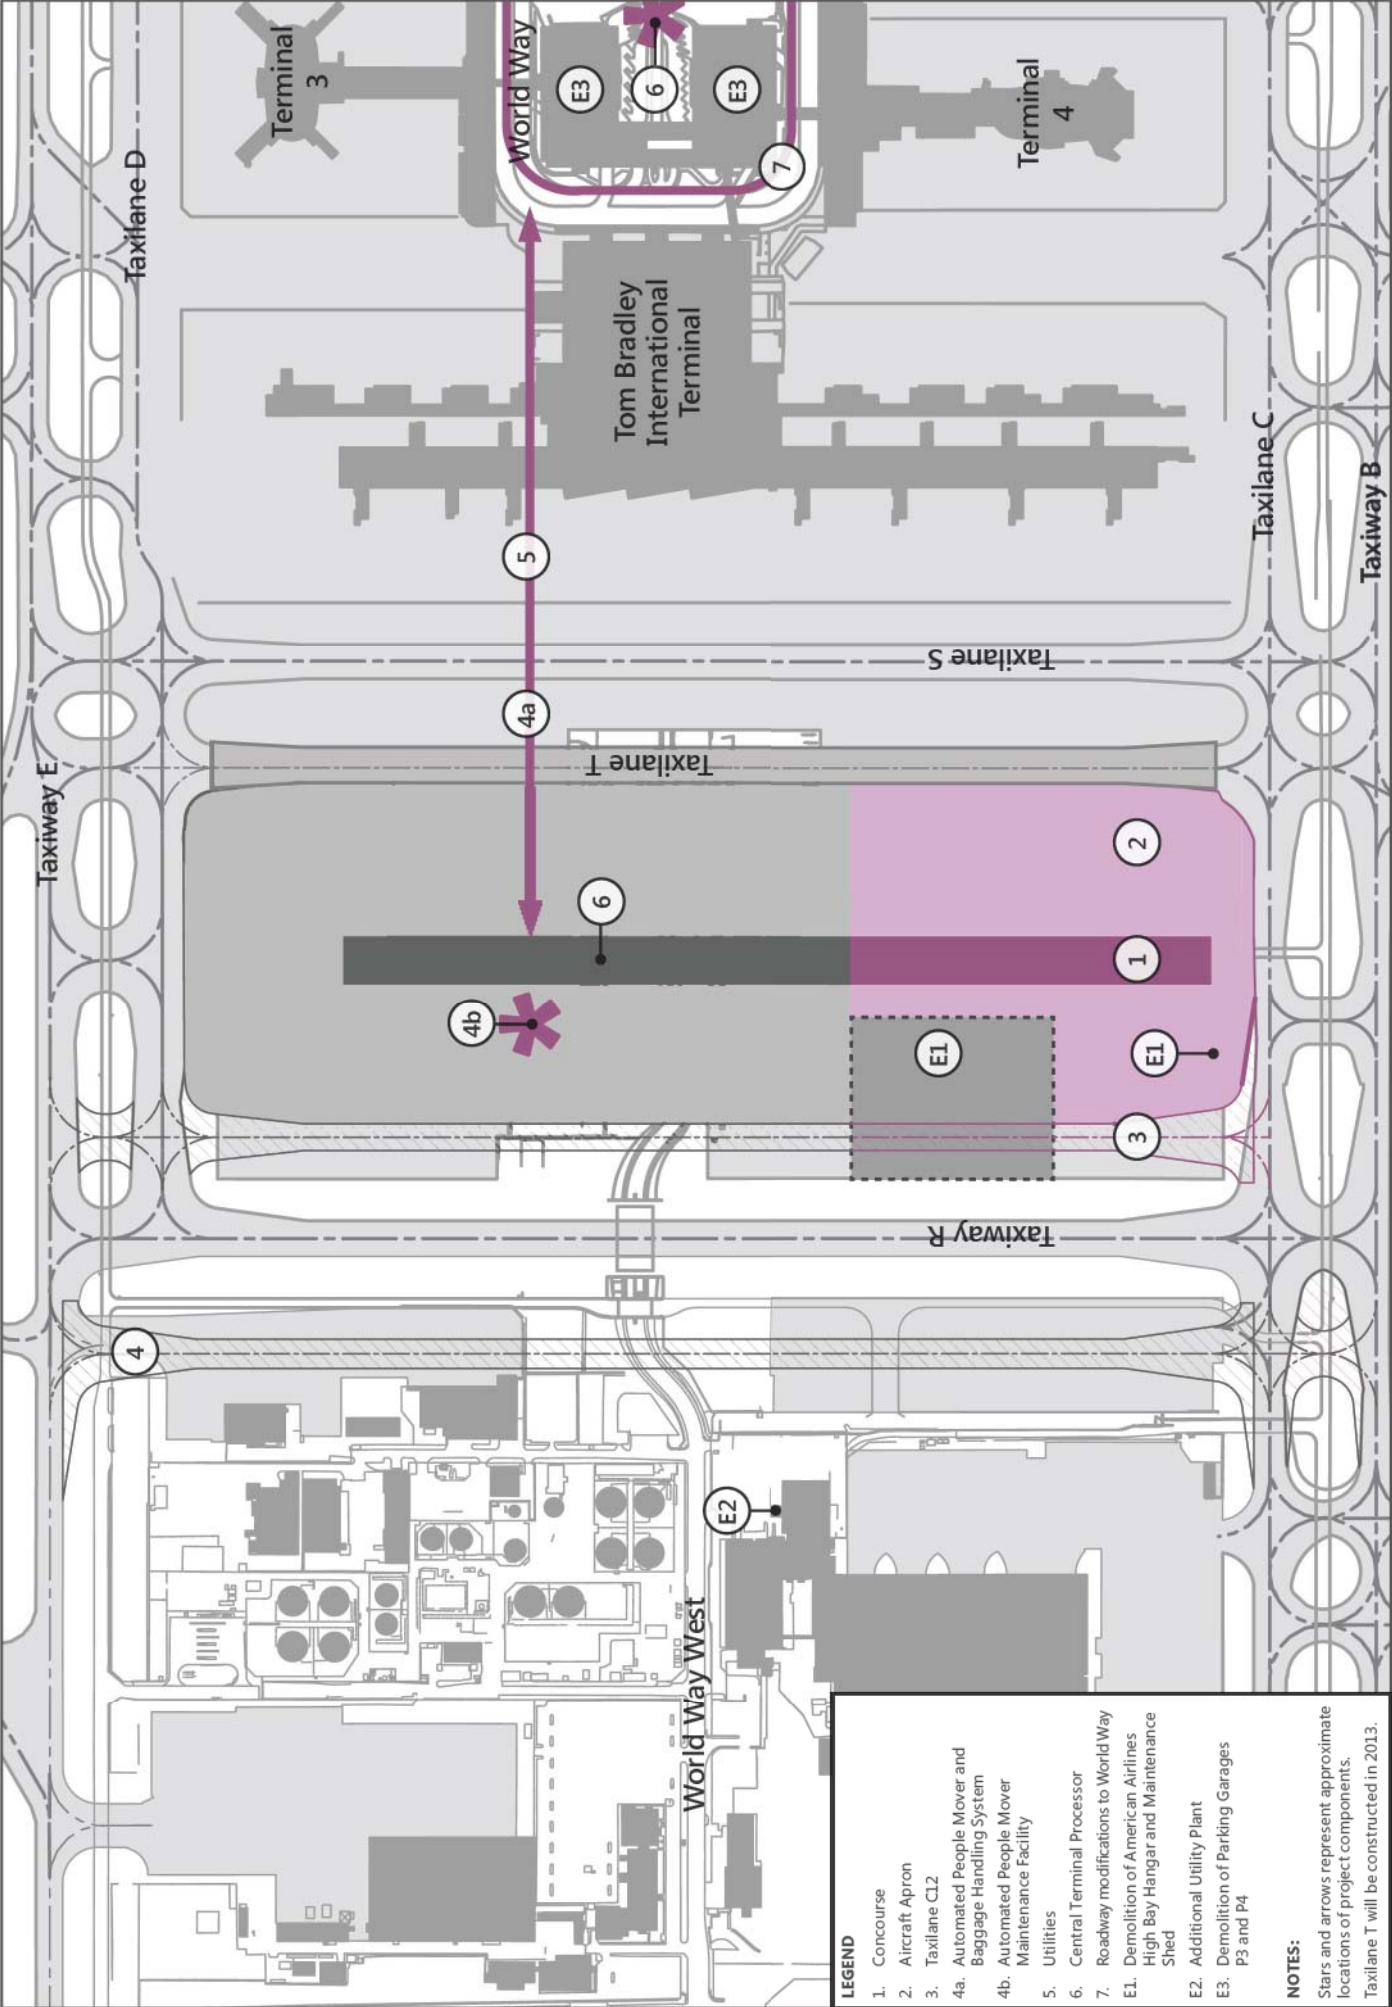 Terminal
3
World Way
E3
6
E3
7
Terminal
4
Taxilane D
Tom Bradley
International
Terminal
Taxilane C
Taxiway B
5
Taxilane S
4a
Taxilane T
Taxiway E
2
6
1
4b
E1
E1
3
Taxiway R
4
E2
World Way West
LEGEND
1. Concourse
2. Aircraft Apron
3. Taxilane C12
4a. Automated People Mover and
Baggage Handling System
4b. Automated People Mover
Maintenance Facility
5. Utilities
6. Central Terminal Processor
7. Roadway modifications to World Way
E1. Demolition of American Airlines
High Bay Hangar and Maintenance
Shed
E2. Additional Utility Plant
E3. Demolition of Parking Garages
P3 and P4
NOTES:
Stars and arrows represent approximate
locations of project components.
Taxilane T will be constructed in 2013.